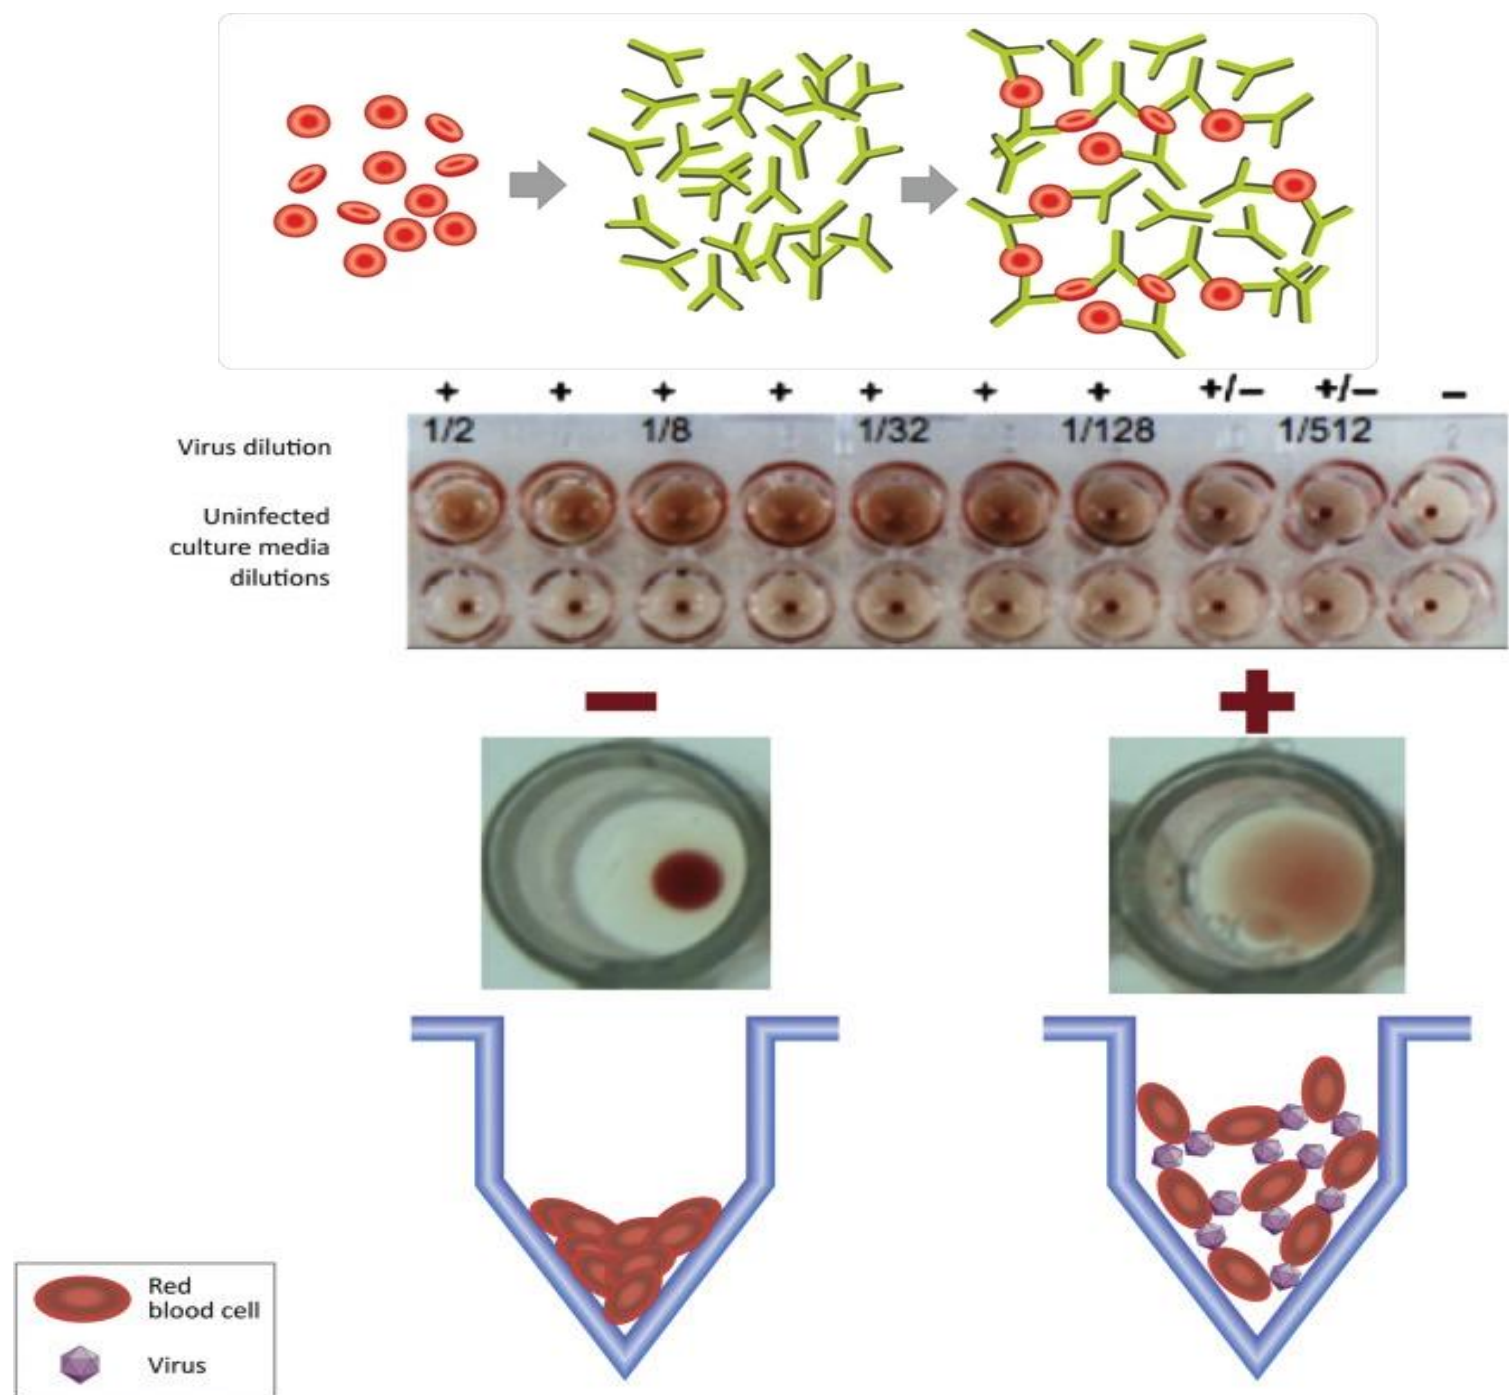 + + + + + + + +/− +/− −
Virus dilution
1/2 1/8 1/32 1/128 1/512
Uninfected
culture media
dilutions
− +
Red
blood cell
Virus